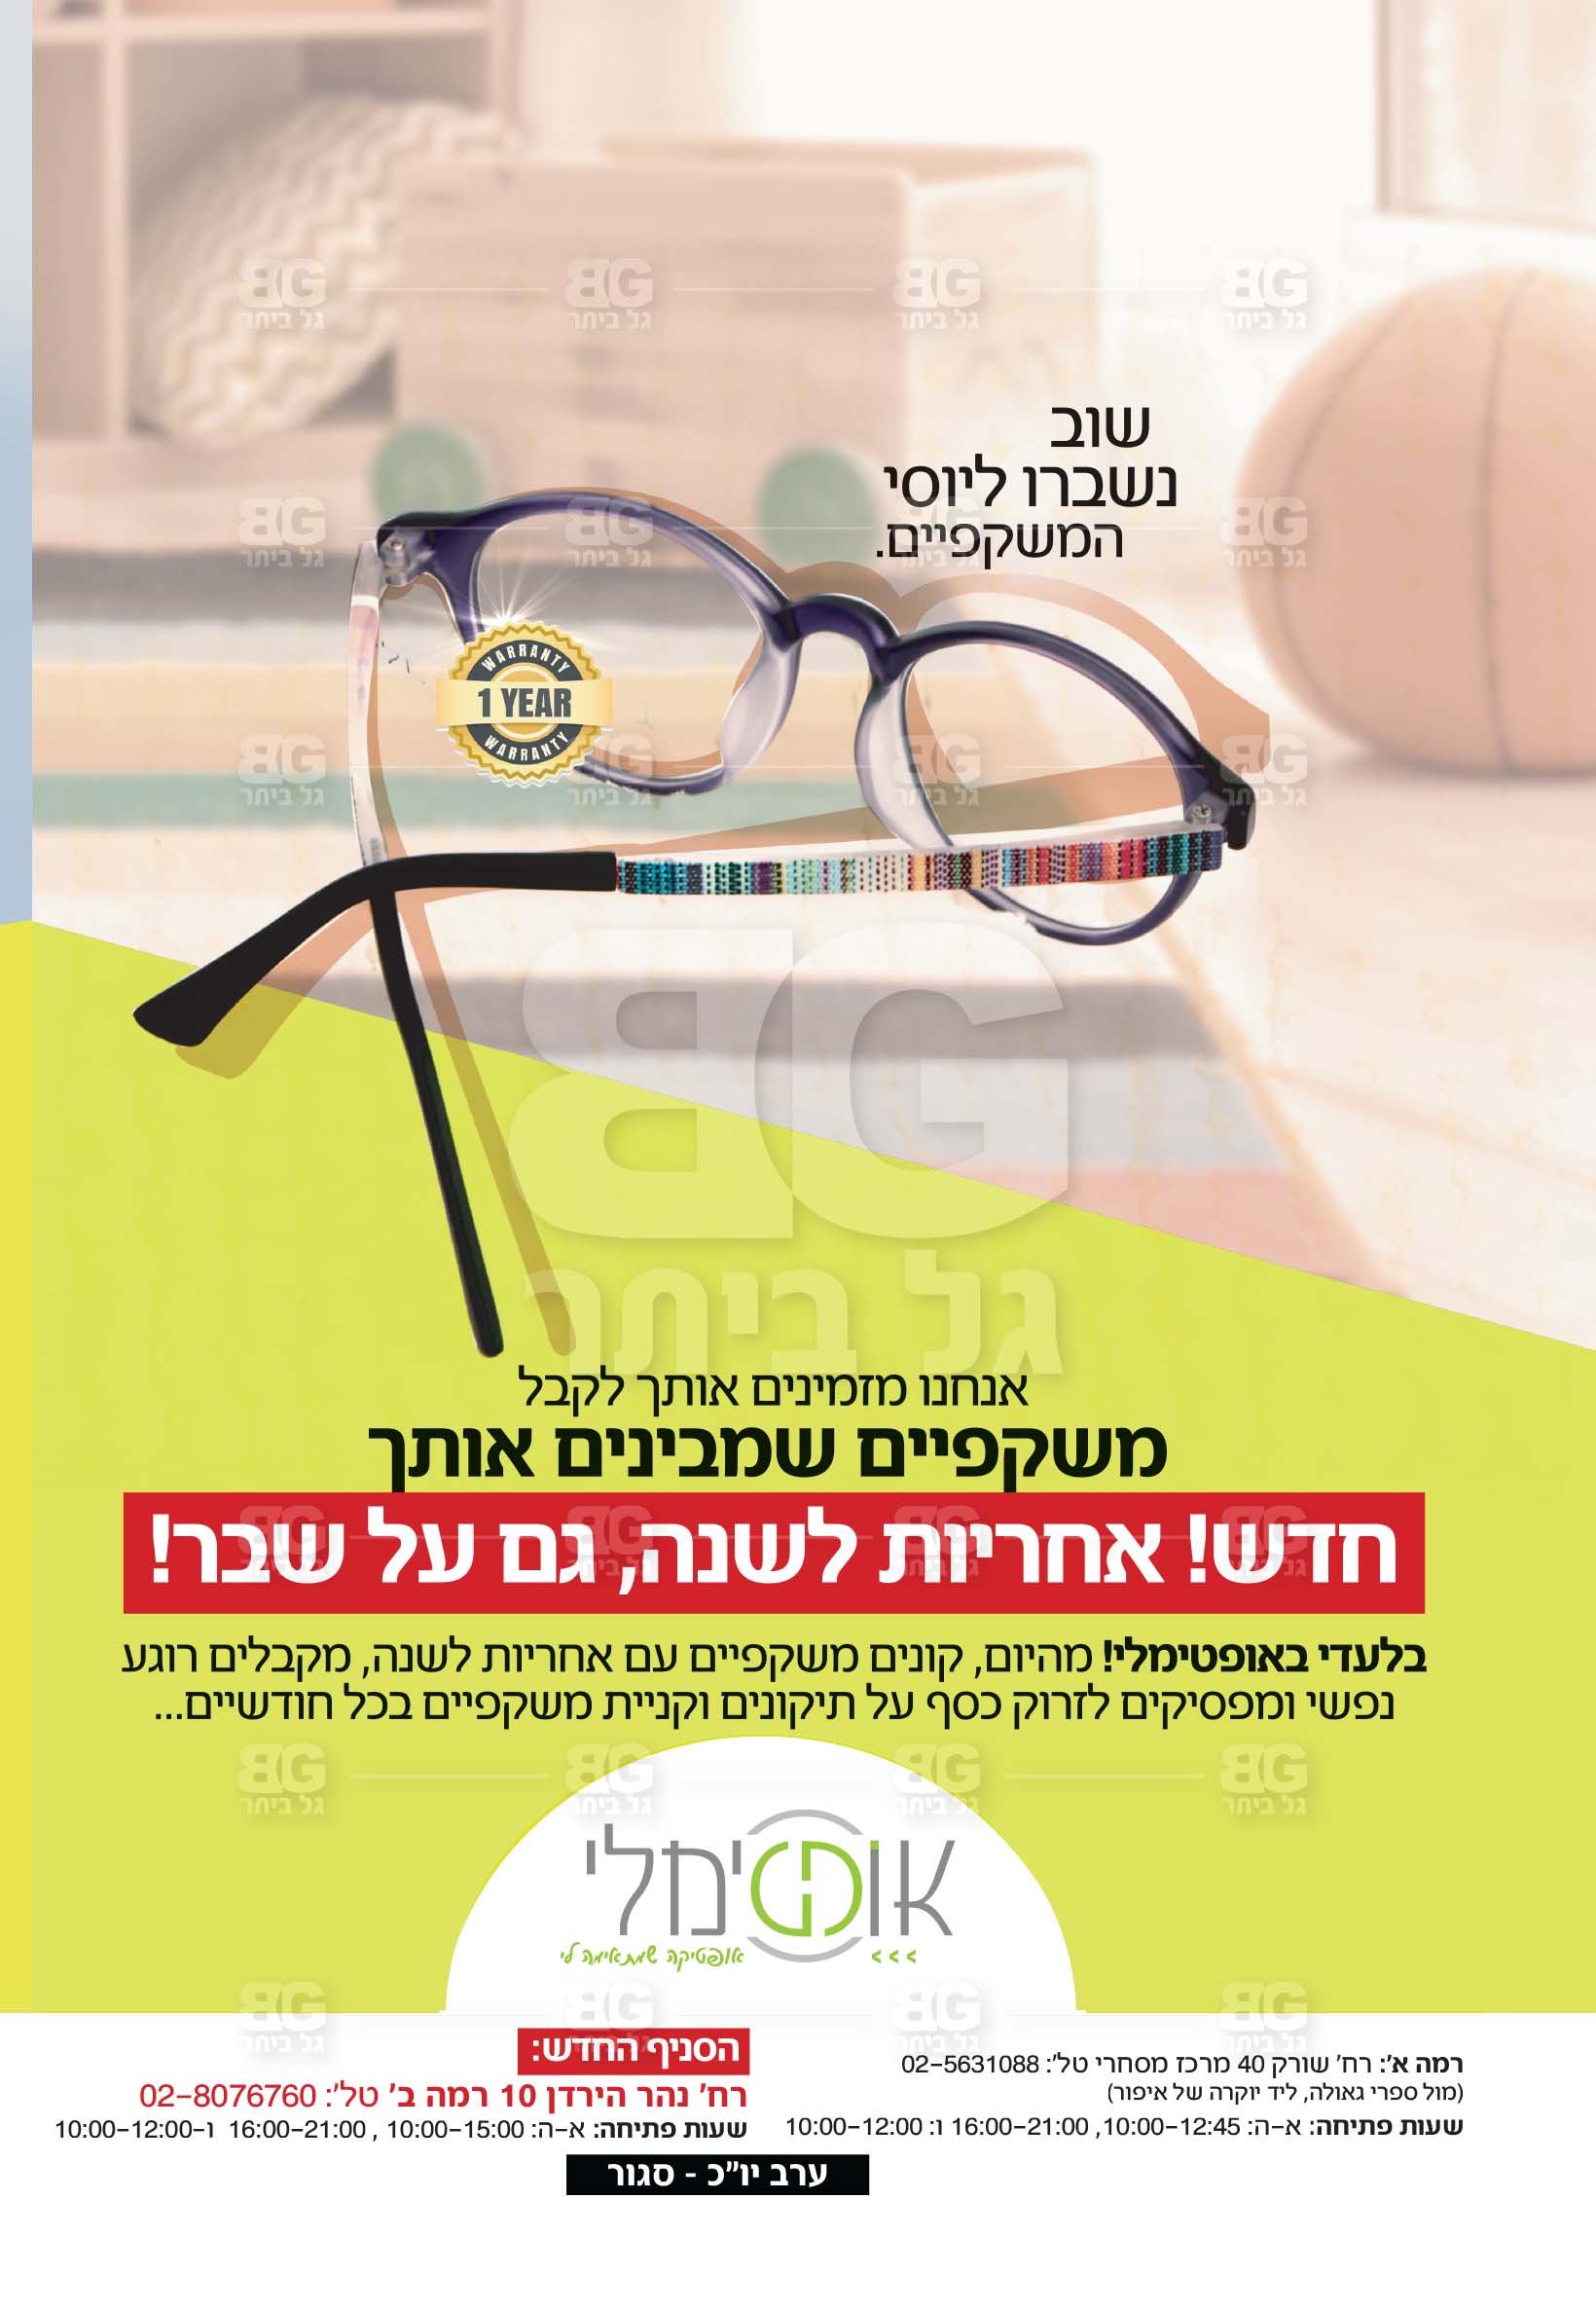 שוב
נשברו ליוסי
המשקפיים.
WARRANTY
1 YEAR
WARRANTY
אנחנו מזמינים אותך לקבל
משקפיים שמבינים אותך
חדש! אחריות לשנה, גם על שבר!
בלעדי באופטימלי! מהיום, קונים משקפיים עם אחריות לשנה, מקבלים רוגע
נפשי ומפסיקים לזרוק כסף על תיקונים וקניית משקפיים בכל חודשיים...
אופטימלי
>>> אופטיקה שמתאימה לי
רמה א': רח' שורק 40 מרכז מסחרי טל': 02-5631088
(מול ספרי גאולה, ליד יוקרה של איפור)
שעות פתיחה: א-ה: 10:00-12:45, 16:00-21:00 ו: 10:00-12:00
הסניף החדש:
רח' נהר הירדן 10 רמה ב' טל': 02-8076760
שעות פתיחה: א-ה: 10:00-15:00 , 16:00-21:00 ו-10:00-12:00
ערב יו"כ - סגור
BG
גל ביתר